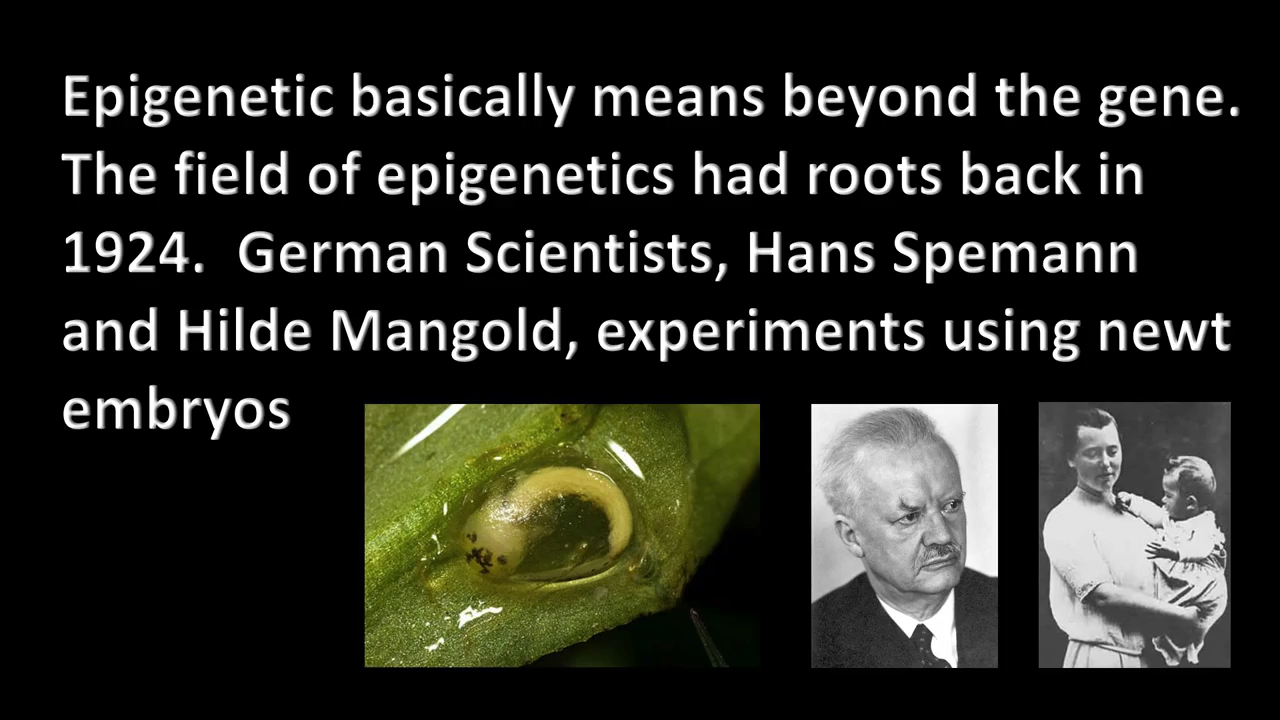 Epigenetic basically means beyond the gene.
The field of epigenetics had roots back in
1924.  German Scientists, Hans Spemann
and Hilde Mangold, experiments using newt
embryos